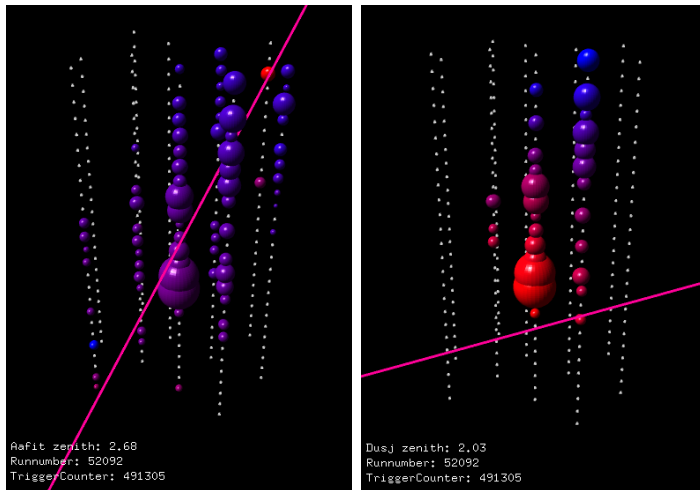 Aafit zenith: 2.68
Runnumber: 52092
TriggerCounter: 491305
Dusj zenith: 2.03
Runnumber: 52092
TriggerCounter: 491305